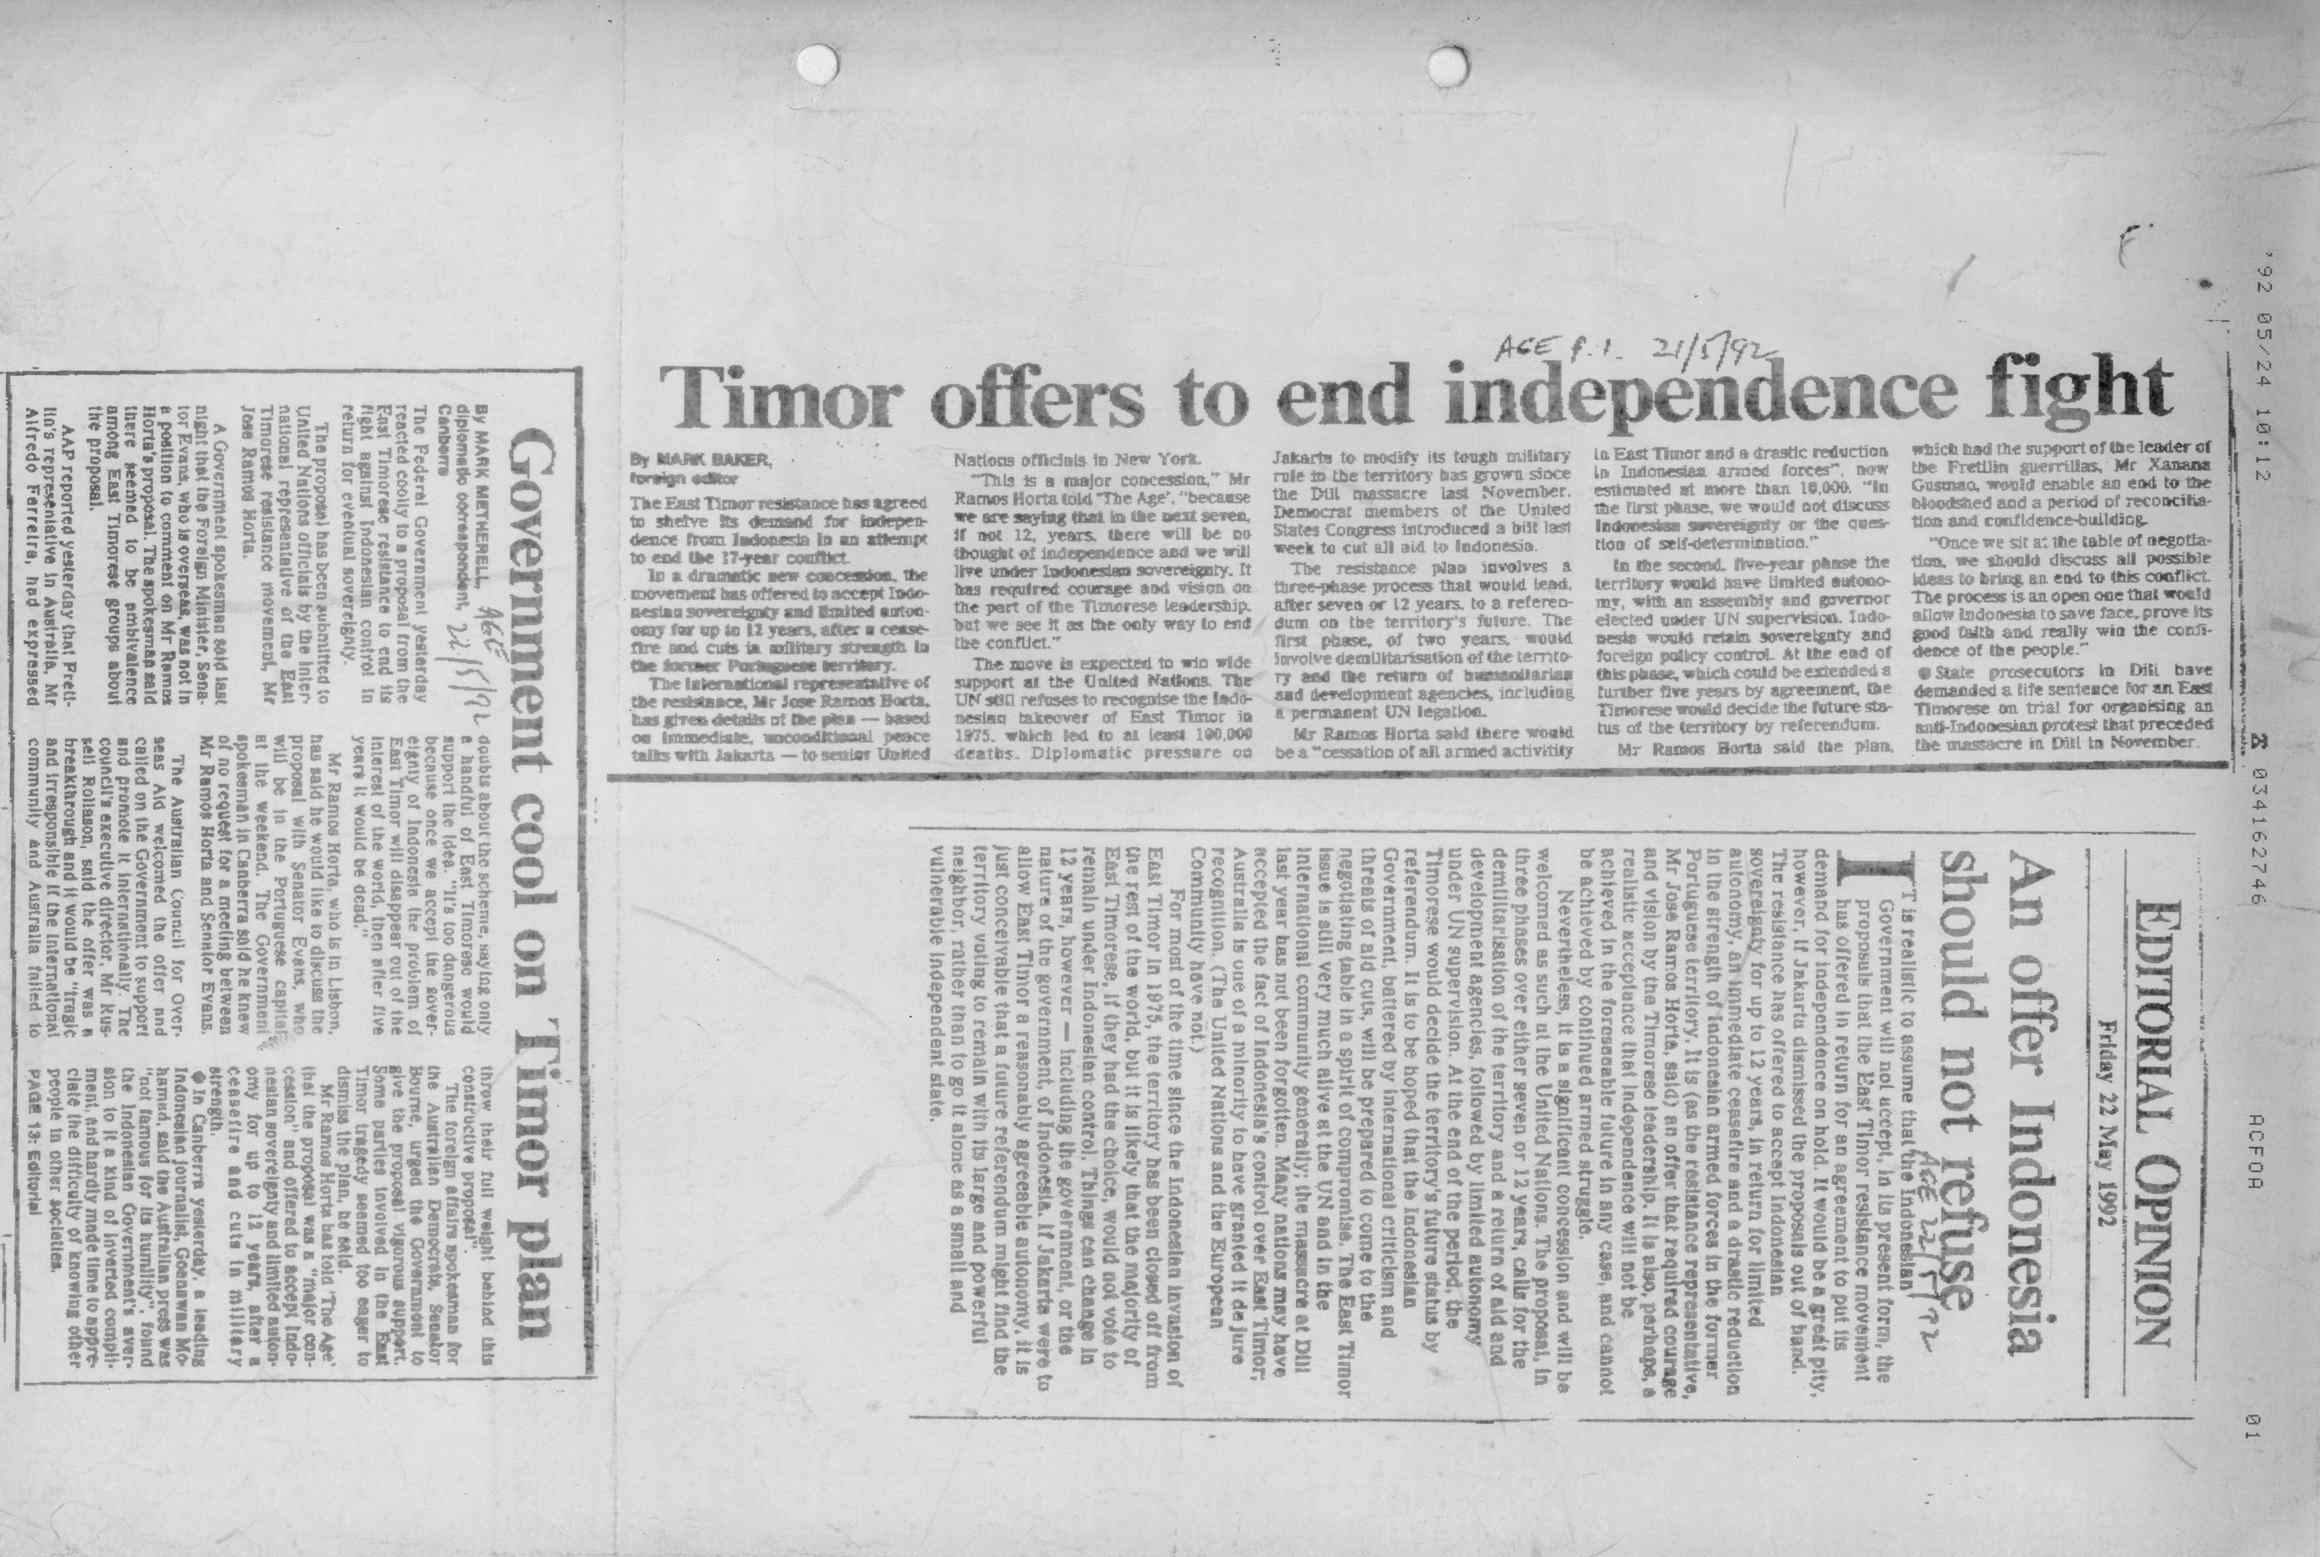 '92 05/24 10:12 ☎ 034162746 ACFOA 01
AGE P.1. 21/5/92
Timor offers to end independence fight
By MARK BAKER,
foreign editor
The East Timor resistance has agreed
to shelve its demand for indepen-
dence from Indonesia in an attempt
to end the 17-year conflict.
In a dramatic new concession, the
movement has offered to accept Indo-
nesian sovereignty and limited auton-
omy for up to 12 years, after a cease-
fire and cuts in military strength in
the former Portuguese territory.
The international representative of
the resistance, Mr Jose Ramos Horta,
has given details of the plan — based
on immediate, unconditional peace
talks with Jakarta — to senior United
Nations officials in New York.
"This is a major concession," Mr
Ramos Horta told 'The Age', "because
we are saying that in the next seven,
if not 12, years, there will be no
thought of independence and we will
live under Indonesian sovereignty. It
has required courage and vision on
the part of the Timorese leadership,
but we see it as the only way to end
the conflict."
The move is expected to win wide
support at the United Nations. The
UN still refuses to recognise the Indo-
nesian takeover of East Timor in
1975, which led to at least 100,000
deaths. Diplomatic pressure on
Jakarta to modify its tough military
rule in the territory has grown since
the Dili massacre last November.
Democrat members of the United
States Congress introduced a bill last
week to cut all aid to Indonesia.
The resistance plan involves a
three-phase process that would lead,
after seven or 12 years, to a referen-
dum on the territory's future. The
first phase, of two years, would
involve demilitarisation of the territo-
ry and the return of humanitarian
and development agencies, including
a permanent UN legation.
Mr Ramos Horta said there would
be a "cessation of all armed activitity
in East Timor and a drastic reduction
in Indonesian armed forces", now
estimated at more than 10,000. "In
the first phase, we would not discuss
Indonesian sovereignty or the ques-
tion of self-determination."
In the second, five-year phase the
territory would have limited autono-
my, with an assembly and governor
elected under UN supervision. Indo-
nesia would retain sovereignty and
foreign policy control. At the end of
this phase, which could be extended a
further five years by agreement, the
Timorese would decide the future sta-
tus of the territory by referendum.
Mr Ramos Horta said the plan,
which had the support of the leader of
the Fretilin guerrillas, Mr Xanana
Gusmao, would enable an end to the
bloodshed and a period of reconcilia-
tion and confidence-building.
"Once we sit at the table of negotia-
tion, we should discuss all possible
ideas to bring an end to this conflict.
The process is an open one that would
allow Indonesia to save face, prove its
good faith and really win the confi-
dence of the people."
● State prosecutors in Dili have
demanded a life sentence for an East
Timorese on trial for organising an
anti-Indonesian protest that preceded
the massacre in Dili in November.
EDITORIAL OPINION
Friday 22 May 1992
An offer Indonesia
should not refuse
AGE 22/5/92
IT is realistic to assume that the Indonesian
Government will not accept, in its present form, the
proposals that the East Timor resistance movement
has offered in return for an agreement to put its
demand for independence on hold. It would be a great pity,
however, if Jakarta dismissed the proposals out of hand.
The resistance has offered to accept Indonesian
sovereignty for up to 12 years, in return for limited
autonomy, an immediate ceasefire and a drastic reduction
in the strength of Indonesian armed forces in the former
Portuguese territory. It is (as the resistance representative,
Mr Jose Ramos Horta, said) an offer that required courage
and vision by the Timorese leadership. It is also, perhaps, a
realistic acceptance that independence will not be
achieved in the foreseeable future in any case, and cannot
be achieved by continued armed struggle.
Nevertheless, it is a significant concession and will be
welcomed as such at the United Nations. The proposal, in
three phases over either seven or 12 years, calls for the
demilitarisation of the territory and a return of aid and
development agencies, followed by limited autonomy
under UN supervision. At the end of the period, the
Timorese would decide the territory's future status by
referendum. It is to be hoped that the Indonesian
Government, battered by international criticism and
threats of aid cuts, will be prepared to come to the
negotiating table in a spirit of compromise. The East Timor
issue is still very much alive at the UN and in the
international community generally; the massacre at Dili
last year has not been forgotten. Many nations may have
accepted the fact of Indonesia's control over East Timor;
Australia is one of a minority to have granted it de jure
recognition. (The United Nations and the European
Community have not.)
For most of the time since the Indonesian invasion of
East Timor in 1975, the territory has been closed off from
the rest of the world, but it is likely that the majority of
East Timorese, if they had the choice, would not vote to
remain under Indonesian control. Things can change in
12 years, however — including the government, or the
nature of the government, of Indonesia. If Jakarta were to
allow East Timor a reasonably agreeable autonomy, it is
just conceivable that a future referendum might find the
territory voting to remain with its large and powerful
neighbor, rather than to go it alone as a small and
vulnerable independent state.
Government cool on Timor plan
By MARK METHERELL,
diplomatic correspondent,
Canberra
AGE 22/5/92
The Federal Government yesterday
reacted coolly to a proposal from the
East Timorese resistance to end its
fight against Indonesian control in
return for eventual sovereignty.
The proposal has been submitted to
United Nations officials by the inter-
national representative of the East
Timorese resistance movement, Mr
Jose Ramos Horta.
A Government spokesman said last
night that the Foreign Minister, Sena-
tor Evans, who is overseas, was not in
a position to comment on Mr Ramos
Horta's proposal. The spokesman said
there seemed to be ambivalence
among East Timorese groups about
the proposal.
AAP reported yesterday that Freti-
lin's representative in Australia, Mr
Alfredo Ferreira, had expressed
doubts about the scheme, saying only
a handful of East Timorese would
support the idea. "It's too dangerous
because once we accept the sover-
eignty of Indonesia the problem of
East Timor will disappear out of the
interest of the world, then after five
years it would be dead."
Mr Ramos Horta, who is in Lisbon,
has said he would like to discuss the
proposal with Senator Evans, who
will be in the Portuguese capital
at the weekend. The Government
spokesman in Canberra said he knew
of no request for a meeting between
Mr Ramos Horta and Senior Evans.
The Australian Council for Over-
seas Aid welcomed the offer and
called on the Government to support
and promote it internationally. The
council's executive director, Mr Rus-
sell Rollason, said the offer was a
breakthrough and it would be "tragic
and irresponsible if the international
community and Australia failed to
throw their full weight behind this
constructive proposal".
The foreign affairs spokesman for
the Australian Democrats, Senator
Bourne, urged the Government to
give the proposal vigorous support.
Some parties involved in the East
Timor tragedy seemed too eager to
dismiss the plan, he said.
Mr Ramos Horta has told 'The Age'
that the proposal was a "major con-
cession" and offered to accept Indo-
nesian sovereignty and limited auton-
omy for up to 12 years, after a
ceasefire and cuts in military
strength.
● In Canberra yesterday, a leading
Indonesian journalist, Goenawan Mo-
hamad, said the Australian press was
"not famous for its humility", found
the Indonesian Government's aver-
sion to it a kind of inverted compli-
ment, and hardly made time to appre-
ciate the difficulty of knowing other
people in other societies.
PAGE 13: Editorial